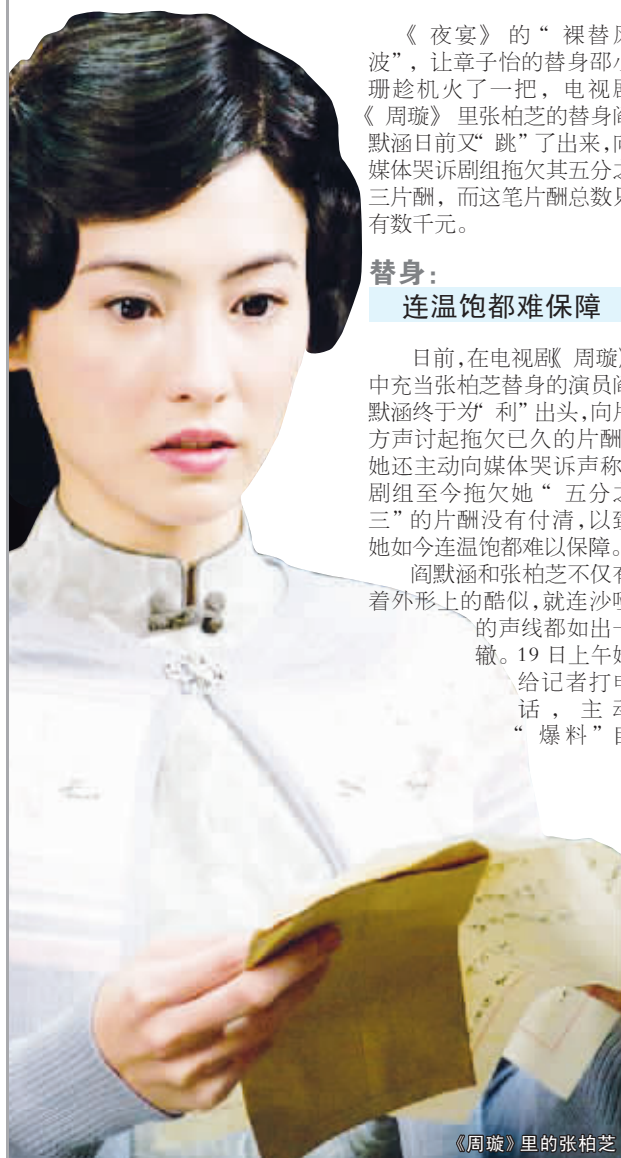 《夜宴》的“裸替风
波”，让章子怡的替身邵小
珊趁机火了一把，电视剧
《周璇》里张柏芝的替身阎
默涵日前又“跳”了出来，向
媒体哭诉剧组拖欠其五分之
三片酬，而这笔片酬总数只
有数千元。
替身：
连温饱都难保障
日前，在电视剧《周璇》
中充当张柏芝替身的演员阎
默涵终于为“利”出头，向片
方声讨起拖欠已久的片酬
她还主动向媒体哭诉声称
剧组至今拖欠她“五分之
三”的片酬没有付清，以致
她如今连温饱都难以保障。
阎默涵和张柏芝不仅有
着外形上的酷似，就连沙哑
的声线都如出一
辙。19日上午她
给记者打电
话，主动
“爆料”自
《周璇》里的张柏芝